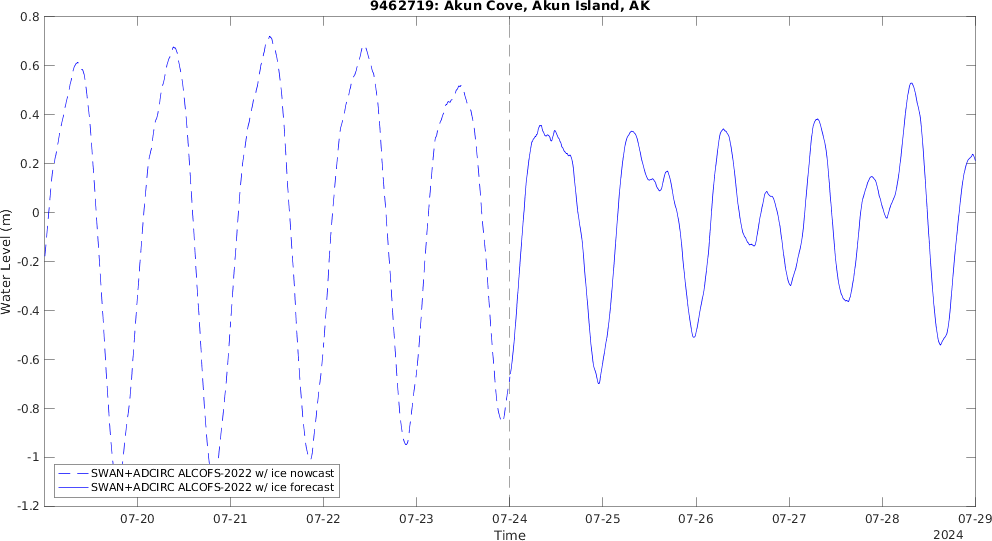 9462719: Akun Cove, Akun Island, AK
Water Level (m)
0.8
0.6
0.4
0.2
0
-0.2
-0.4
-0.6
-0.8
-1
-1.2
SWAN+ADCIRC ALCOFS-2022 w/ ice nowcast
SWAN+ADCIRC ALCOFS-2022 w/ ice forecast
07-20 07-21 07-22 07-23 07-24 07-25 07-26 07-27 07-28 07-29
Time
2024